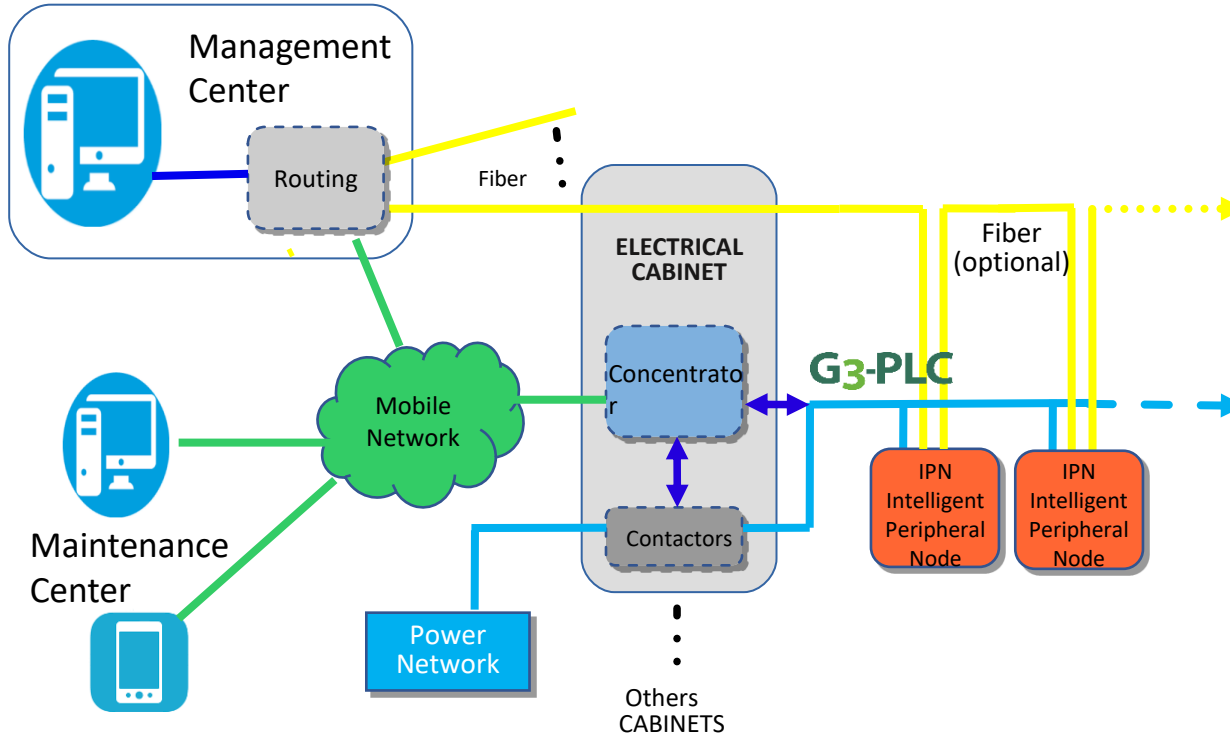 Management
Center
Routing
Fiber
ELECTRICAL
CABINET
Fiber
(optional)
Concentrato
r
G3-PLC
Mobile
Network
IPN
Intelligent
Peripheral
Node
IPN
Intelligent
Peripheral
Node
Contactors
Maintenance
Center
Power
Network
Others
CABINETS